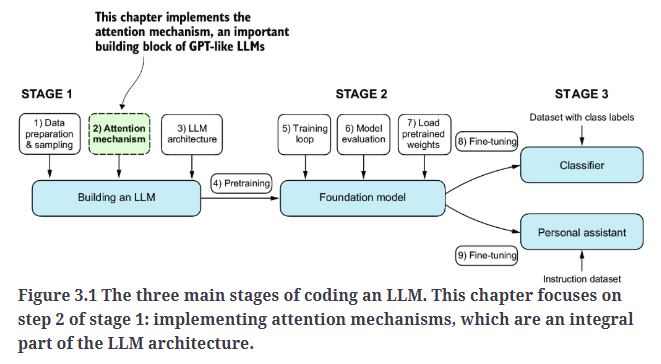 This chapter implements the
attention mechanism, an important
building block of GPT-like LLMs
STAGE 1
STAGE 2
STAGE 3
1) Data
preparation
& sampling
2) Attention
mechanism
3) LLM
architecture
5) Training
loop
6) Model
evaluation
7) Load
pretrained
weights
Dataset with class labels
8) Fine-tuning
Classifier
Building an LLM
4) Pretraining
Foundation model
Personal assistant
9) Fine-tuning
Instruction dataset
Figure 3.1 The three main stages of coding an LLM. This chapter focuses on
step 2 of stage 1: implementing attention mechanisms, which are an integral
part of the LLM architecture.